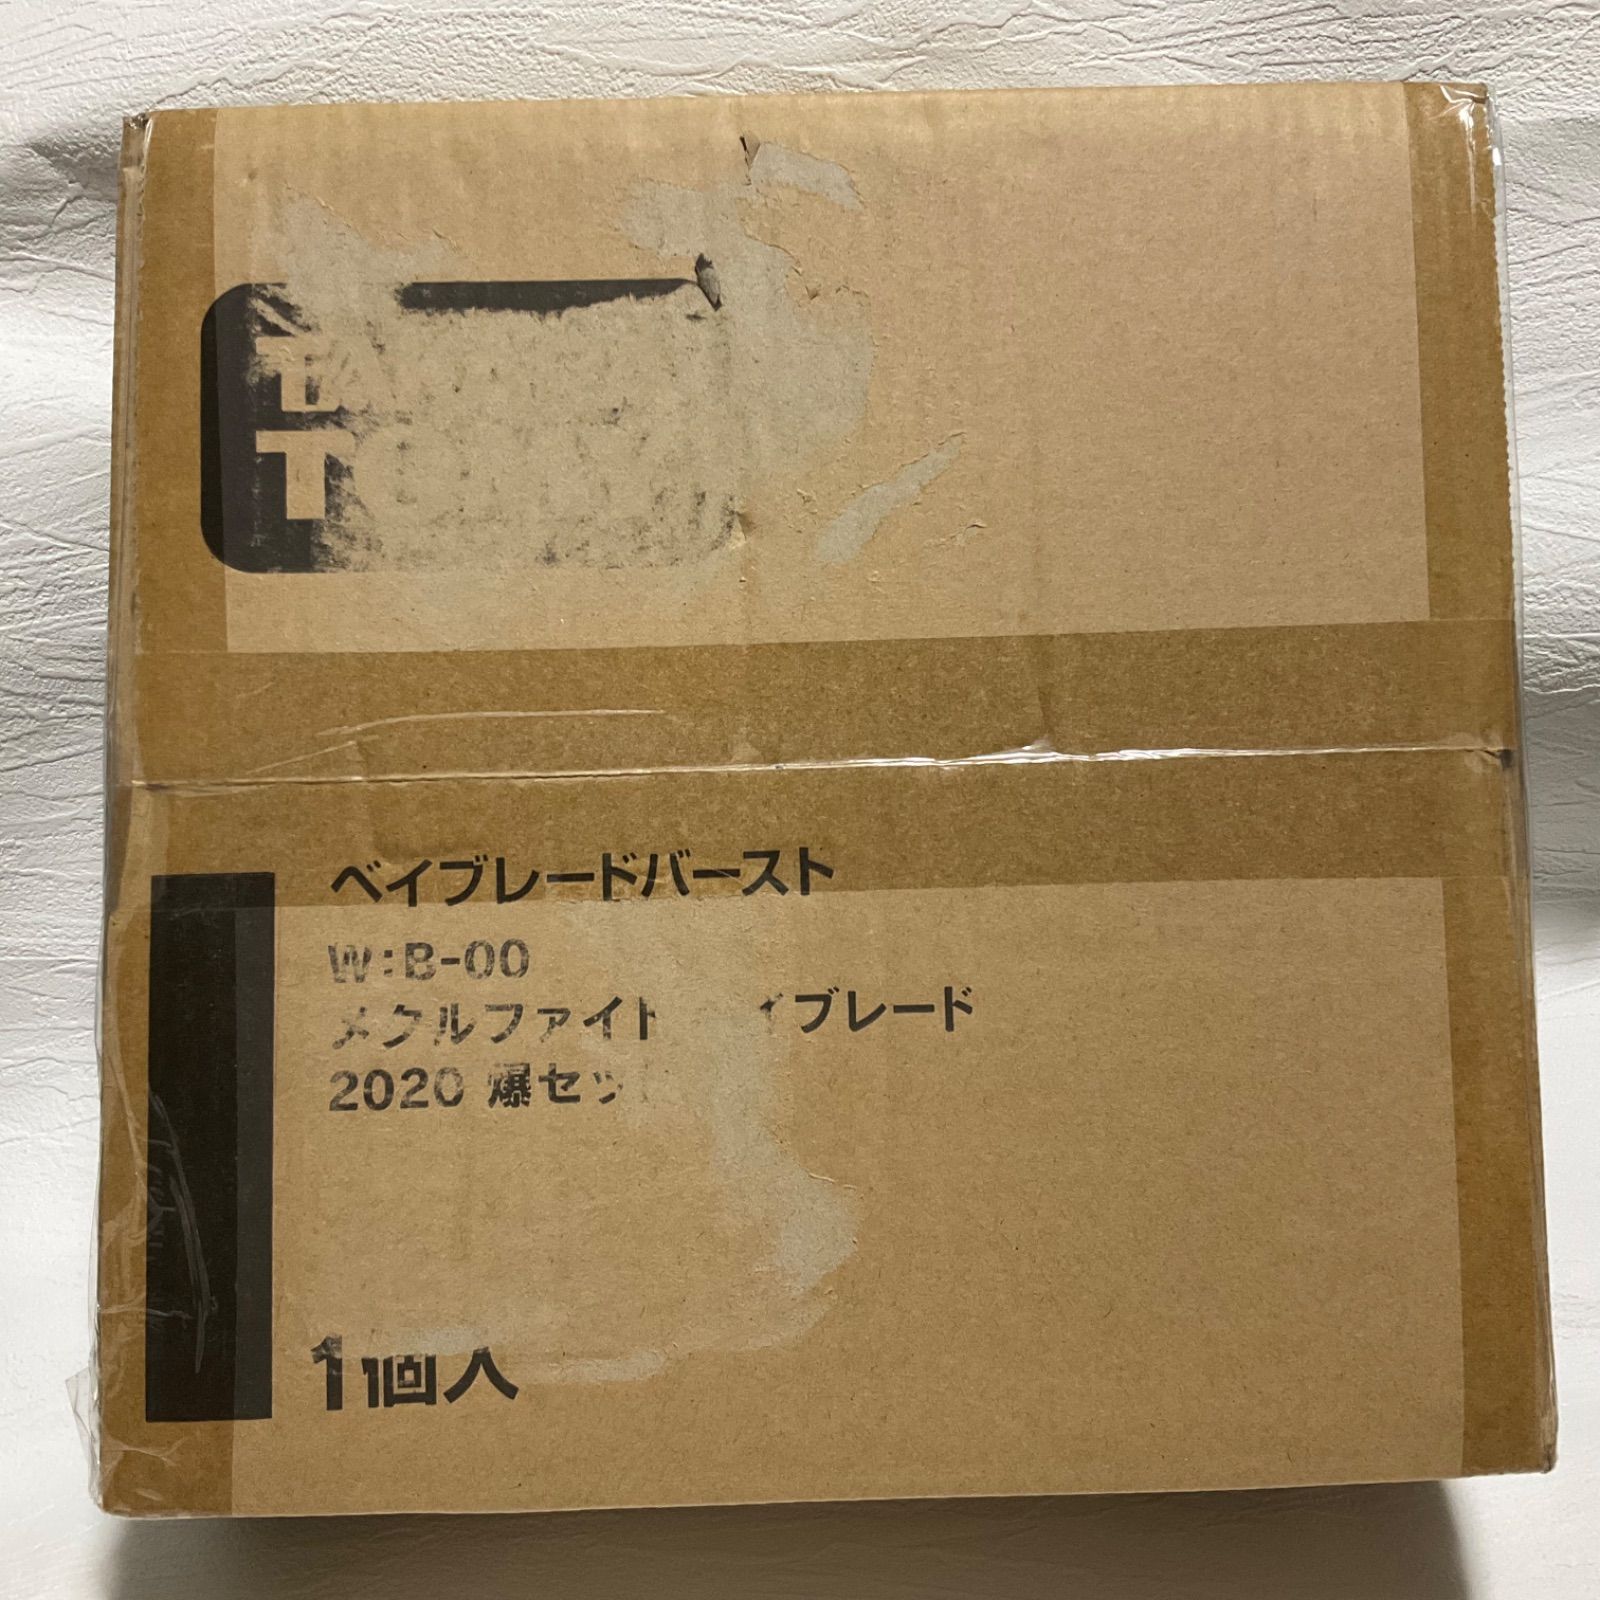 ベイブレードバースト
W:B-00
メクルファイト イブレード
2020 爆セッ
1個入